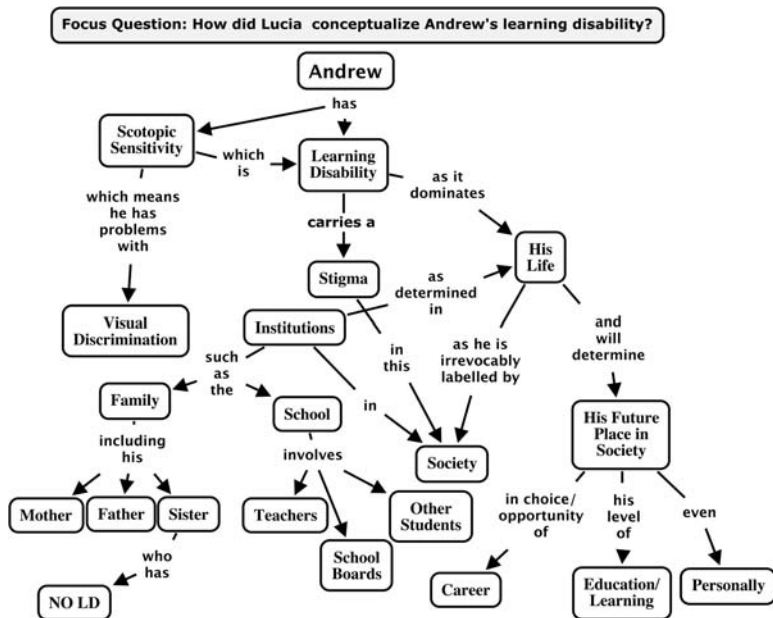 Focus Question: How did Lucia conceptualize Andrew's learning disability?
Andrew
has
Scotopic
Sensitivity
which
is
Learning
Disability
as it
dominates
which means
he has
problems
with
carries a
His
Life
Stigma
as
determined
in
Visual
Discrimination
Institutions
and
will
determine
such
as
the
in
this
as he is
irrevocably
labelled by
Family
School
in
His Future
Place in
Society
including
his
involves
Society
Mother
Father
Sister
Teachers
Other
Students
in choice/
opportunity
of
his
level
of
even
who
has
School
Boards
NO LD
Career
Education/
Learning
Personally